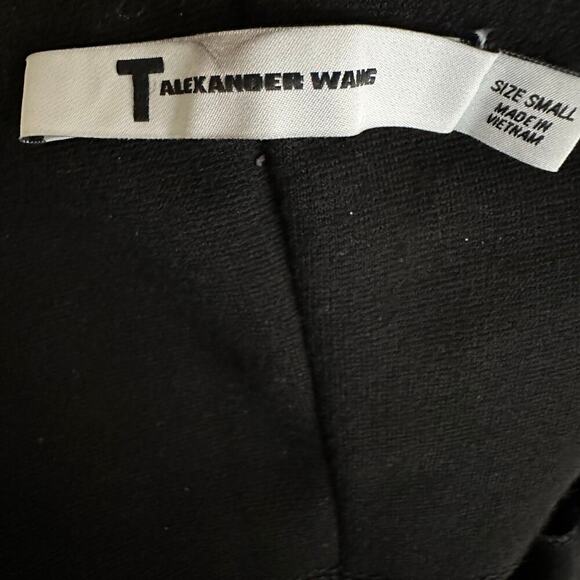 T ALEXANDER WANG
SIZE SMALL
MADE IN
VIETNAM